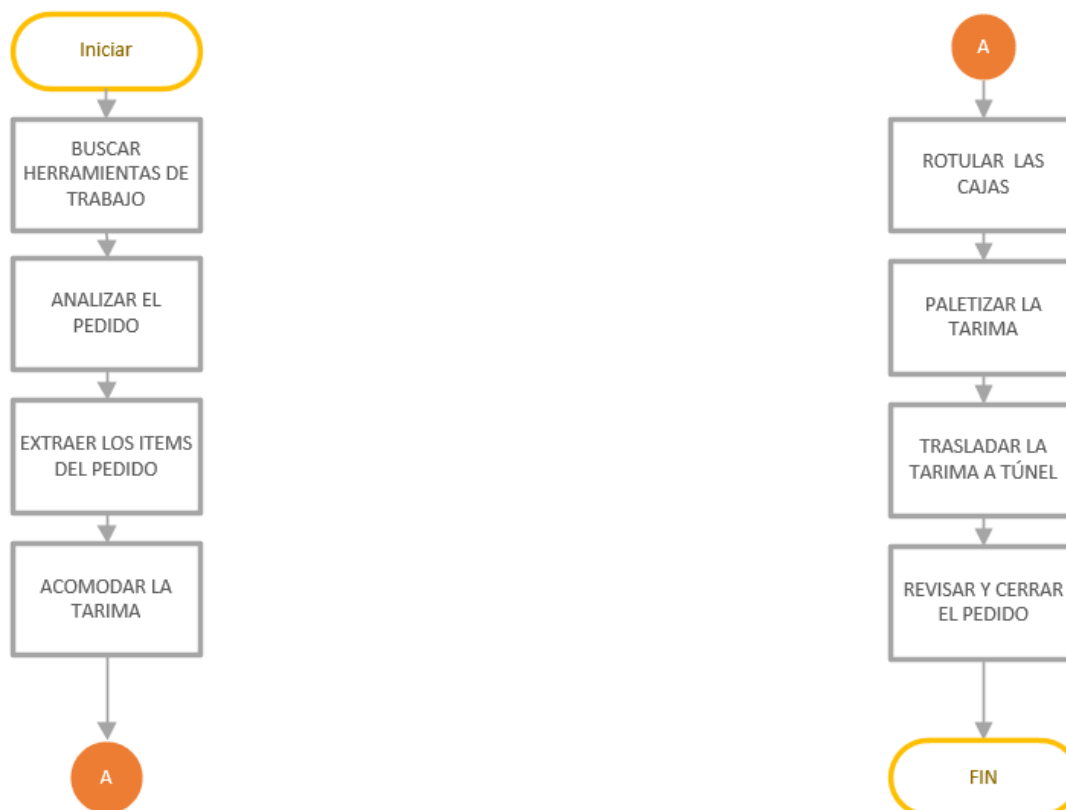 Iniciar
BUSCAR
HERRAMIENTAS DE
TRABAJO
ANALIZAR EL
PEDIDO
EXTRAER LOS ITEMS
DEL PEDIDO
ACOMODAR LA
TARIMA
A
A
ROTULAR LAS
CAJAS
PALETIZAR LA
TARIMA
TRASLADAR LA
TARIMA A TÚNEL
REVISAR Y CERRAR
EL PEDIDO
FIN